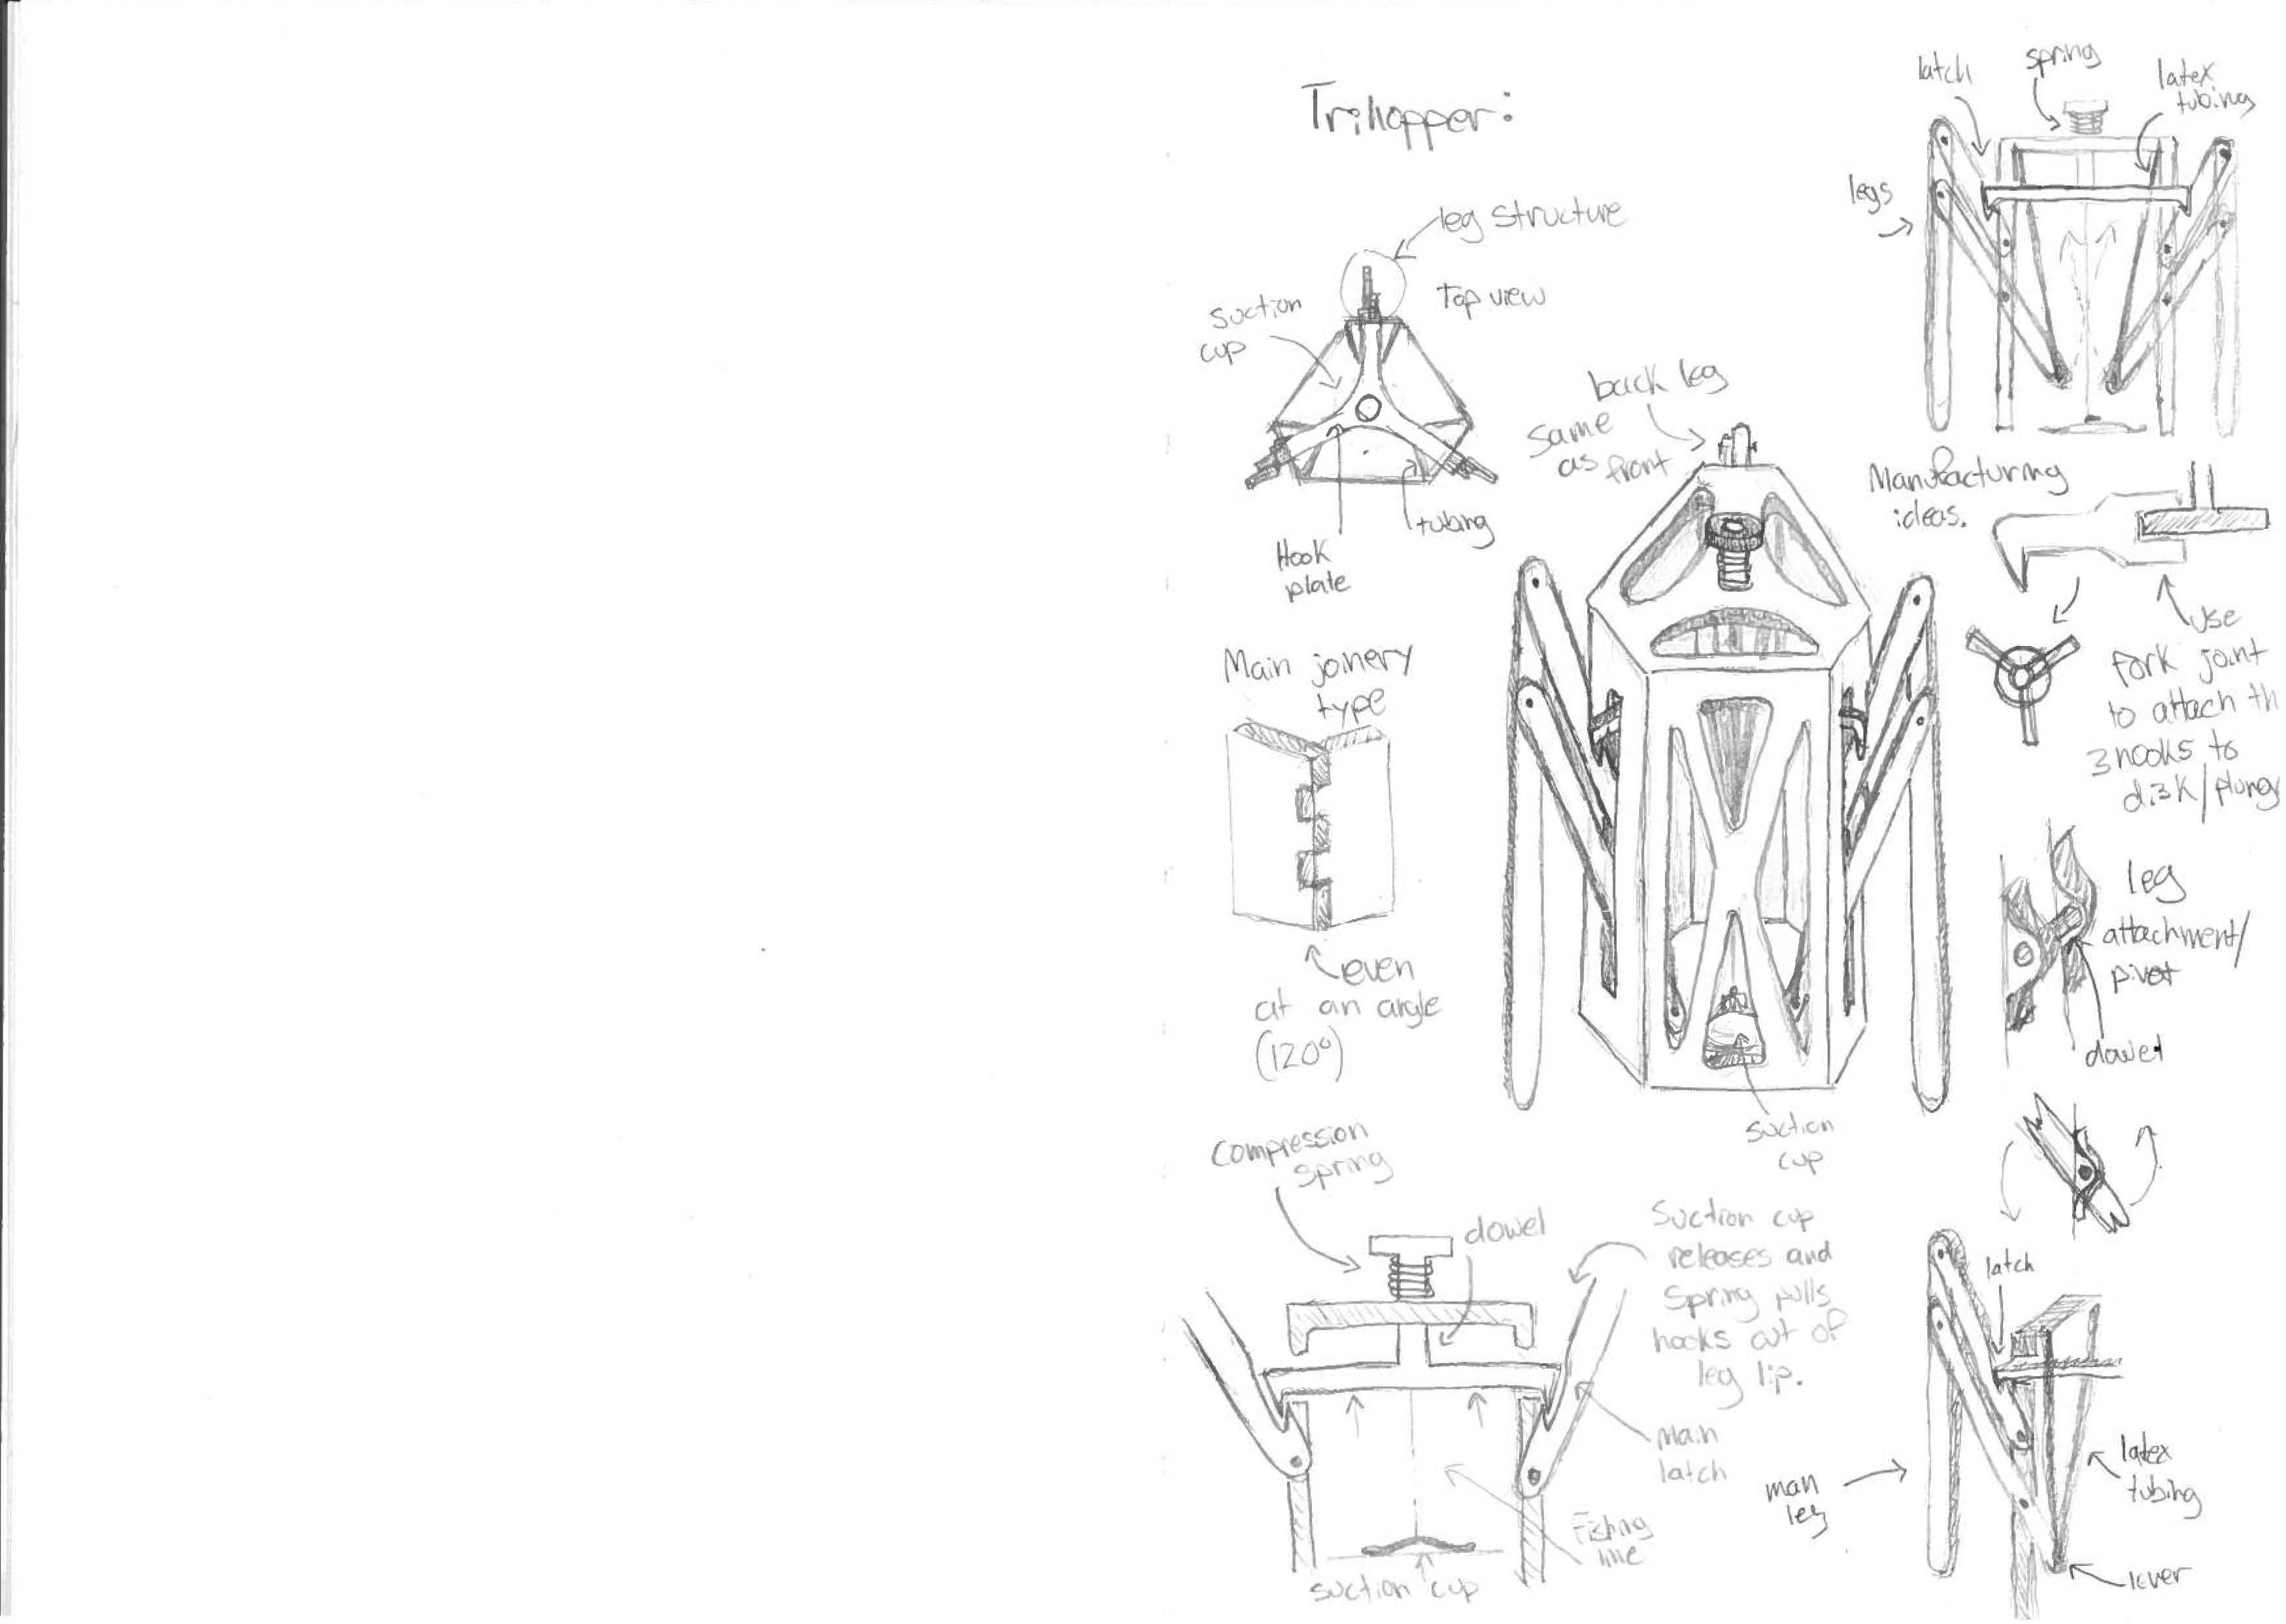 Trihopper:
leg structure
Top view
suction
cup
Hook
plate
tubing
latch
spring
latex
tubing
legs
back leg
same
as front
Manufacturing
ideas.
use
fork joint
to attach th
3 hooks to
disk/plung
Main joinery
type
even
at an angle
(120°)
leg
attachment/
pivot
dowel
suction
cup
Compression
spring
dowel
Suction cup
releases and
Spring pulls
hooks out of
leg lip.
Main
latch
Fishing
line
suction cup
latch
man
leg
latex
tubing
lever